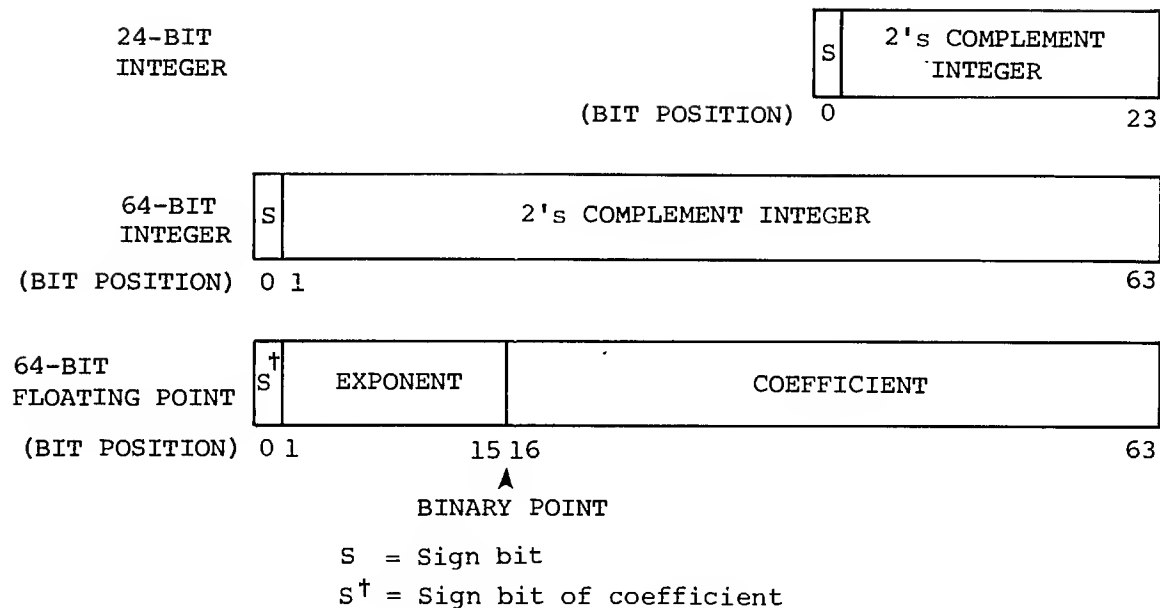 24-BIT
INTEGER
S
2's COMPLEMENT
INTEGER
(BIT POSITION) 0 23
64-BIT
INTEGER
S 2's COMPLEMENT INTEGER
(BIT POSITION) 0 1 63
64-BIT
FLOATING POINT
S† EXPONENT COEFFICIENT
(BIT POSITION) 0 1 15 16 63
BINARY POINT
S = Sign bit
S† = Sign bit of coefficient